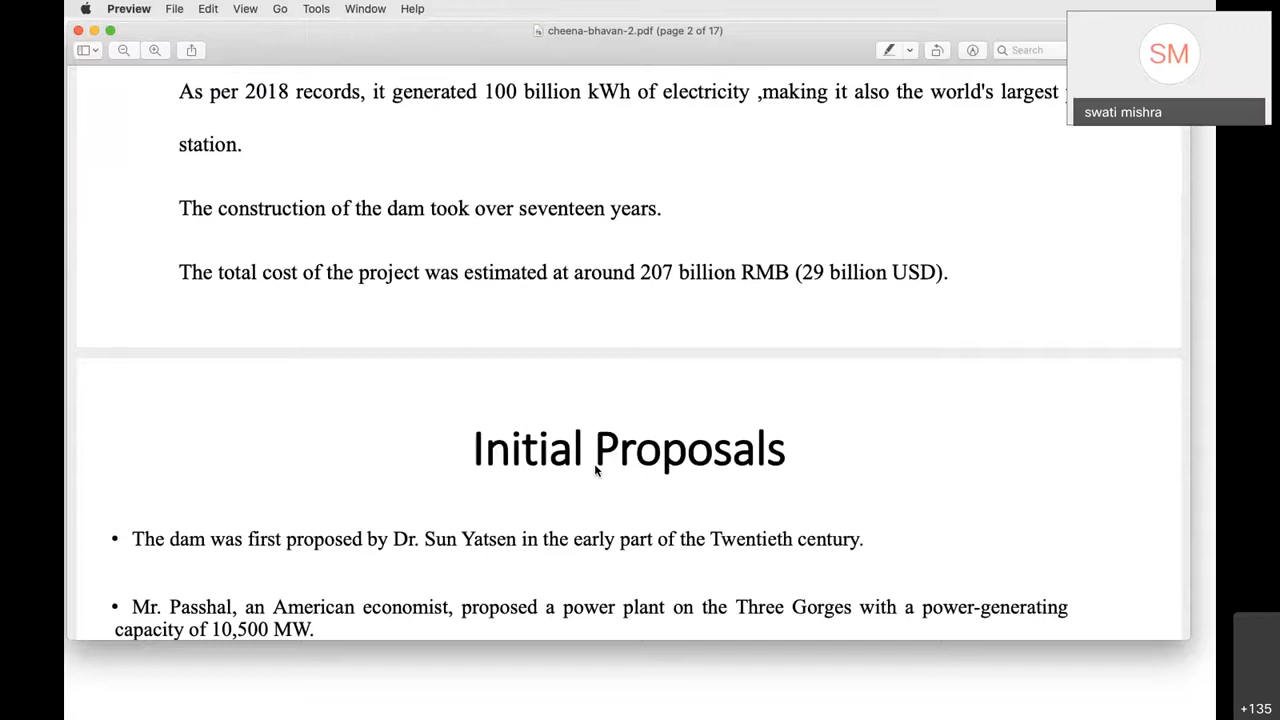 Preview File Edit View Go Tools Window Help
cheena-bhavan-2.pdf (page 2 of 17)
Search
SM
swati mishra
As per 2018 records, it generated 100 billion kWh of electricity ,making it also the world's largest
station.
The construction of the dam took over seventeen years.
The total cost of the project was estimated at around 207 billion RMB (29 billion USD).
Initial Proposals
• The dam was first proposed by Dr. Sun Yatsen in the early part of the Twentieth century.
• Mr. Passhal, an American economist, proposed a power plant on the Three Gorges with a power-generating
capacity of 10,500 MW.
+135